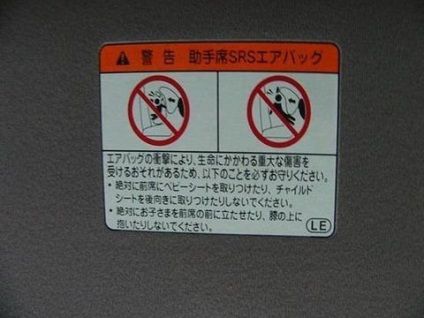 警告 助手席SRSエアバッグ
エアバッグの衝撃により、生命にかかわる重大な傷害を
受けるおそれがあるため、以下のことを必ずお守りください。
・絶対に前席にベビーシートを取りつけたり、チャイルド
シートを後向きに取りつけたりしないでください。
・絶対にお子さまを前席の前に立たせたり、膝の上に
抱いたりしないでください。
LE